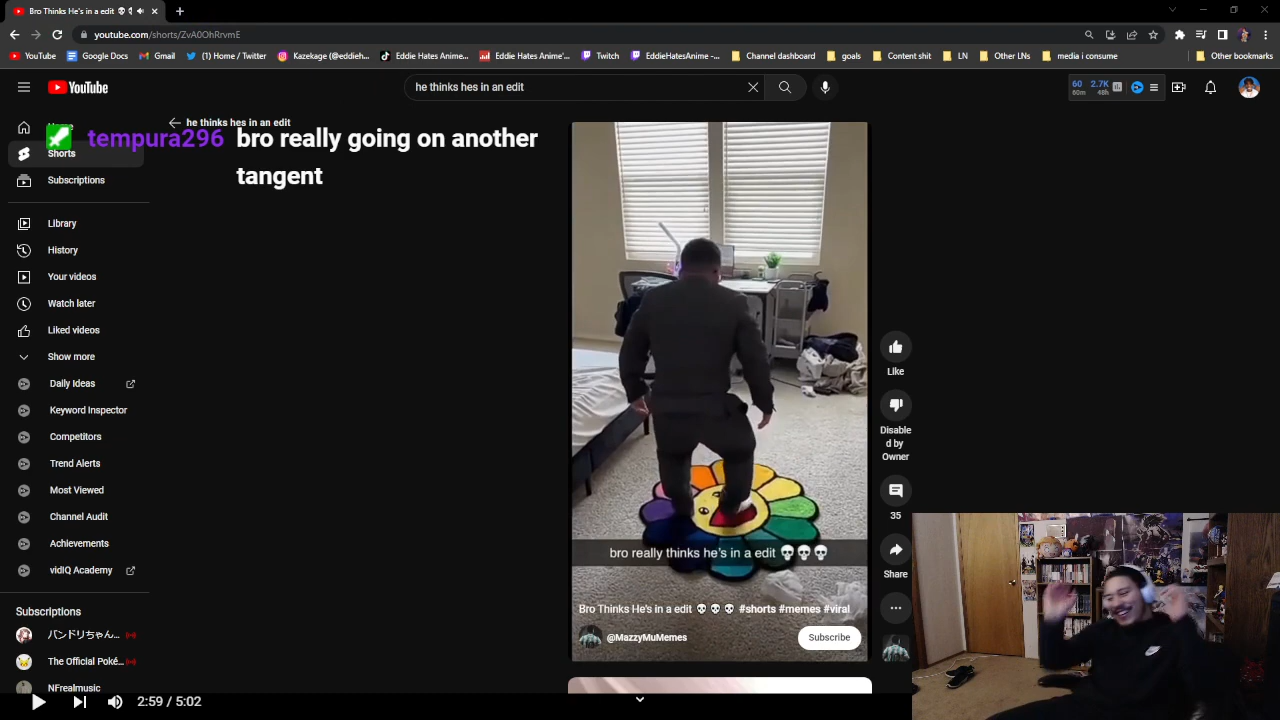 Bro Thinks He's in a edit 💀 💀
youtube.com/shorts/ZvA0OhRrvmE
YouTube
Google Docs
Gmail
(1) Home / Twitter
Kazekage (@eddieh...
Eddie Hates Anime'...
Eddie Hates Anime'...
Twitch
EddieHatesAnime -...
Channel dashboard
goals
Content shit
LN
Other LNs
media i consume
Other bookmarks
YouTube
he thinks hes in an edit
60
60m
2.7K
48h
he thinks hes in an edit
tempura296 bro really going on another
tangent
Shorts
Subscriptions
Library
History
Your videos
Watch later
Liked videos
Show more
Daily Ideas
Keyword Inspector
Competitors
Trend Alerts
Most Viewed
Channel Audit
Achievements
vidIQ Academy
Subscriptions
バンドリちゃん...
The Official Poké...
NFrealmusic
bro really thinks he's in a edit 💀💀💀
Bro Thinks He's in a edit 💀 💀 💀 #shorts #memes #viral
@MazzyMuMemes
Subscribe
Like
Disable
d by
Owner
35
Share
2:59 / 5:02